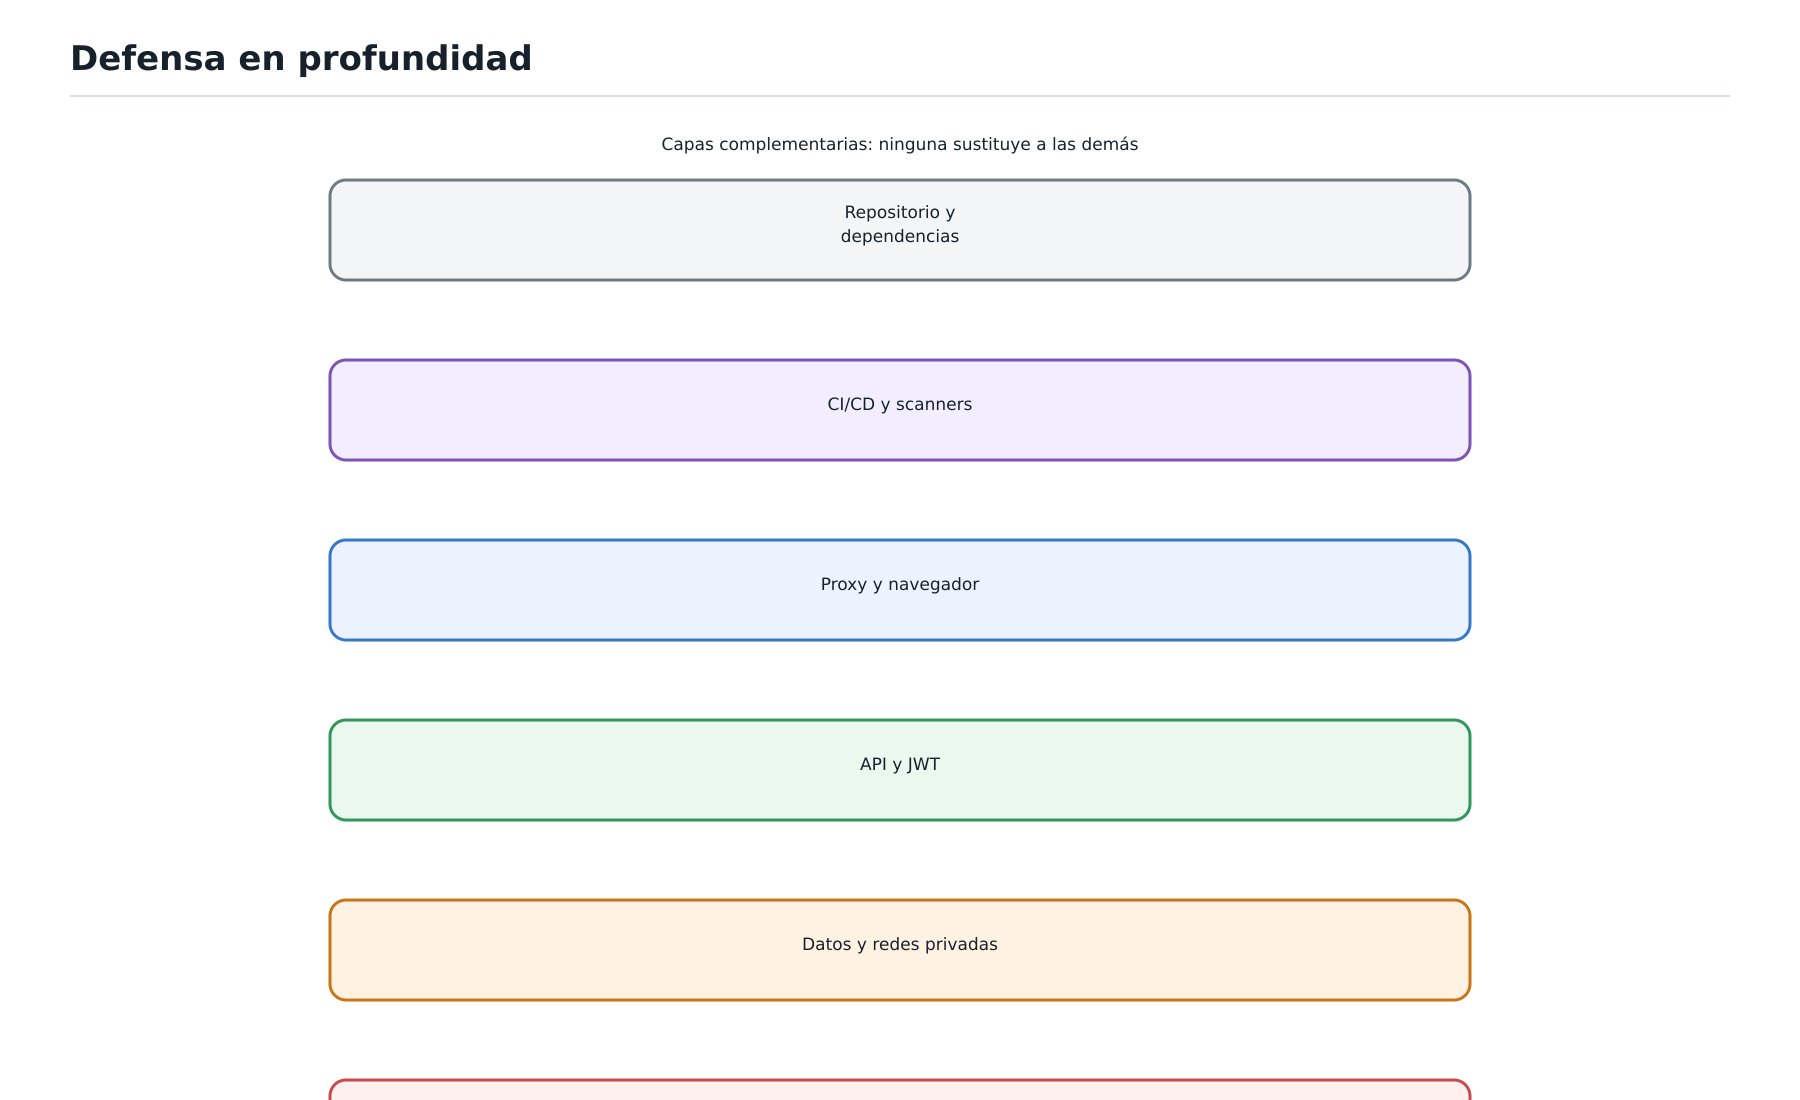 Defensa en profundidad
Capas complementarias: ninguna sustituye a las demás
Repositorio y
dependencias
CI/CD y scanners
Proxy y navegador
API y JWT
Datos y redes privadas